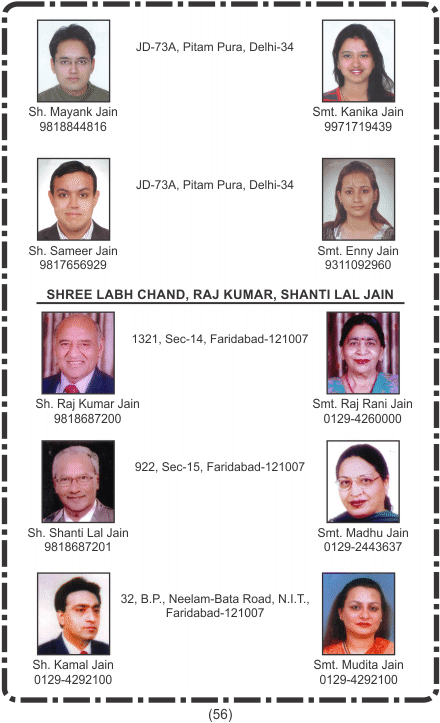 JD-73A, Pitam Pura, Delhi-34
Sh. Mayank Jain
9818844816
Smt. Kanika Jain
9971719439
JD-73A, Pitam Pura, Delhi-34
Sh. Sameer Jain
9817656929
Smt. Enny Jain
9311092960
SHREE LABH CHAND, RAJ KUMAR, SHANTI LAL JAIN
1321, Sec-14, Faridabad-121007
Sh. Raj Kumar Jain
9818687200
Smt. Raj Rani Jain
0129-4260000
922, Sec-15, Faridabad-121007
Sh. Shanti Lal Jain
9818687201
Smt. Madhu Jain
0129-2443637
32, B.P., Neelam-Bata Road, N.I.T.,
Faridabad-121007
Sh. Kamal Jain
0129-4292100
Smt. Mudita Jain
0129-4292100
(56)